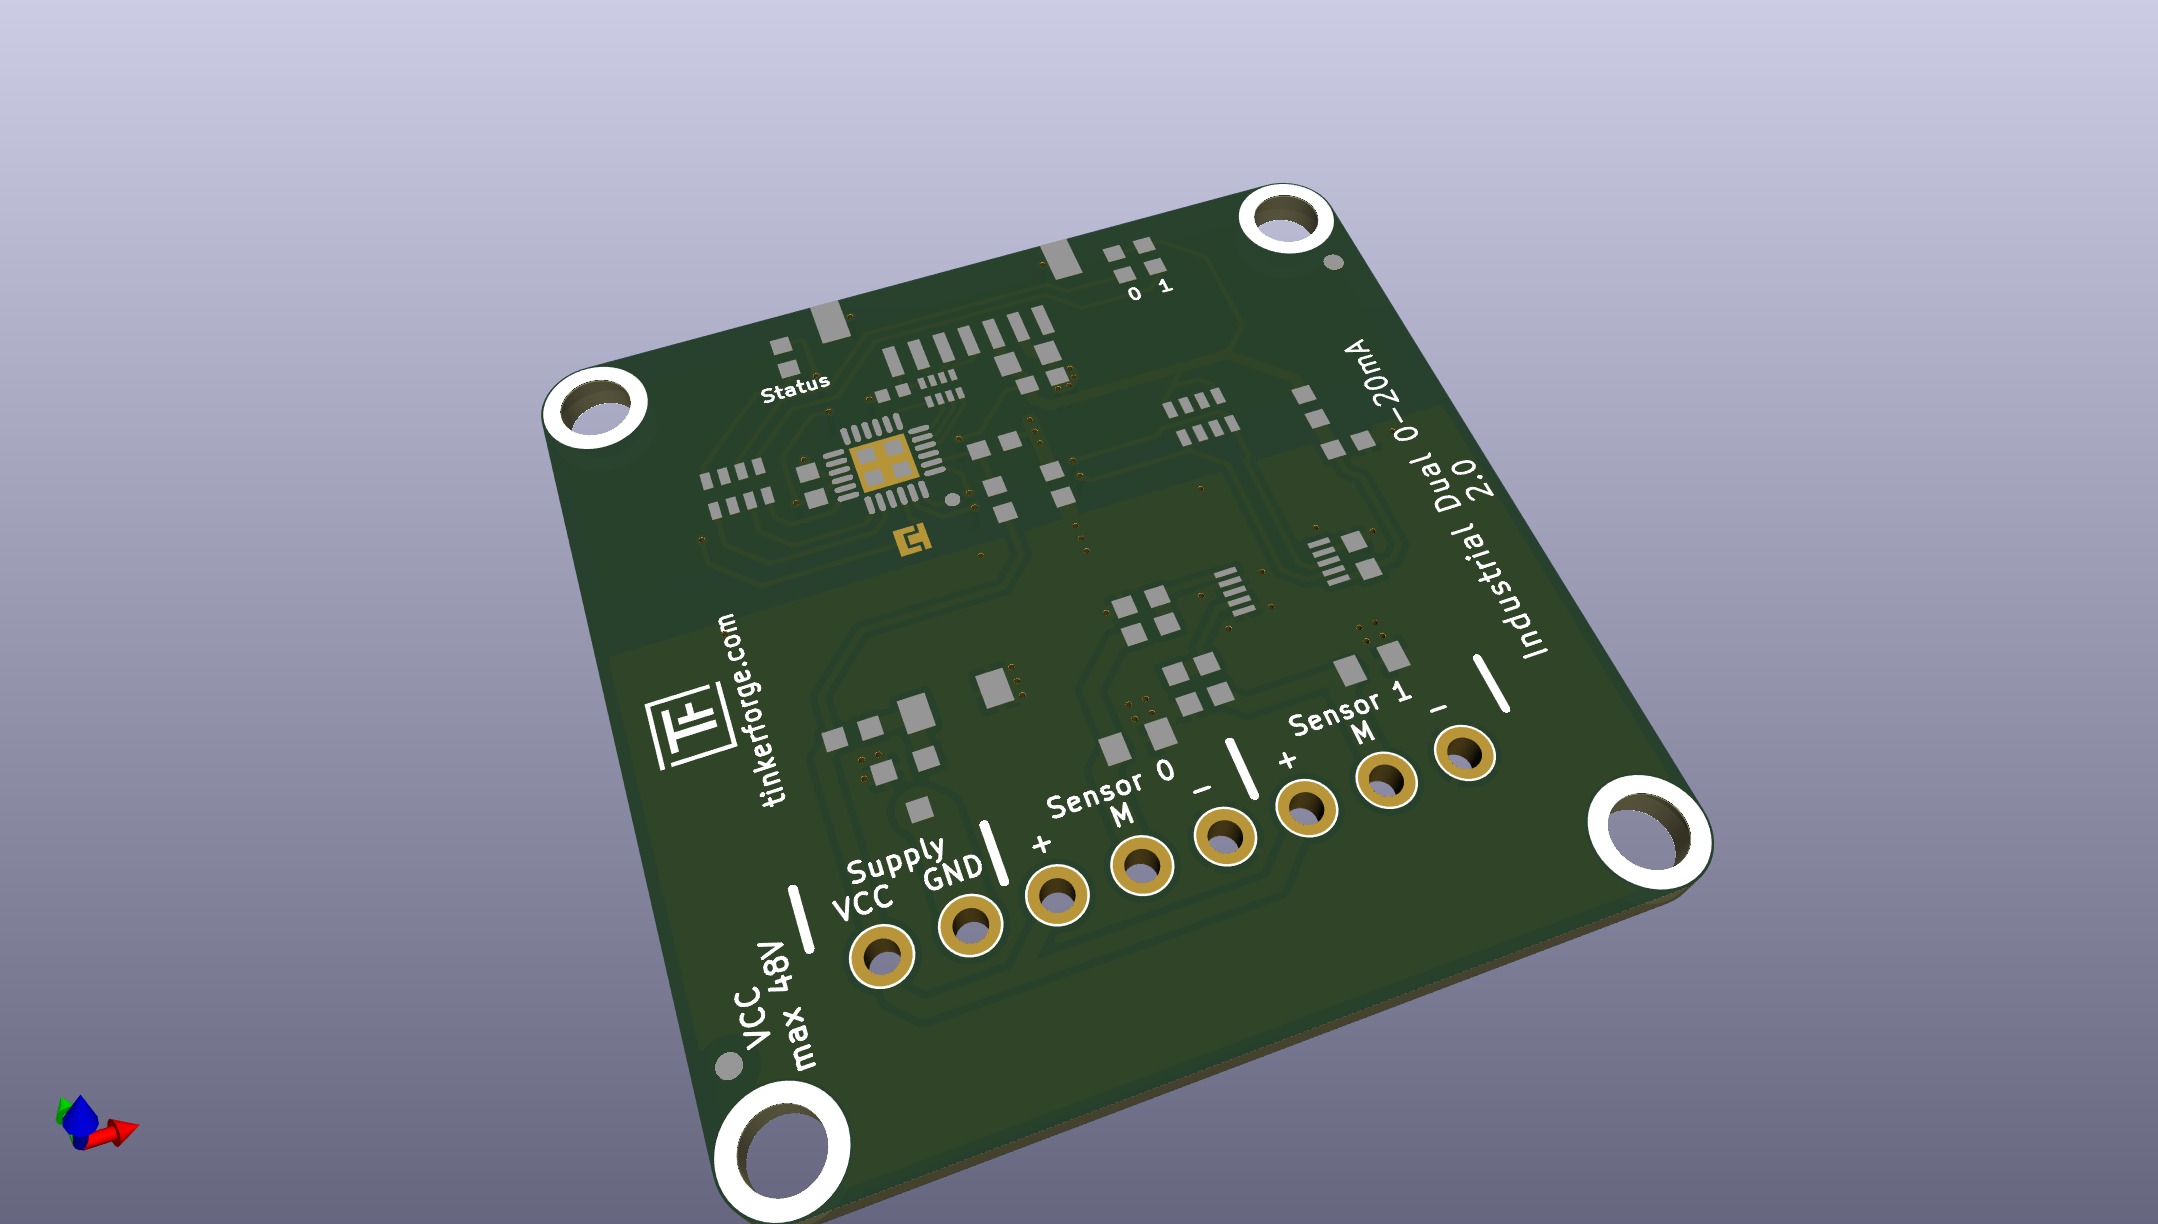 0 1
Status
Industrial Dual 0-20mA
2.0
TF
tinkerforge.com
Sensor 1
+ M -
Sensor 0
+ M -
Supply
VCC GND
VCC
max 48V